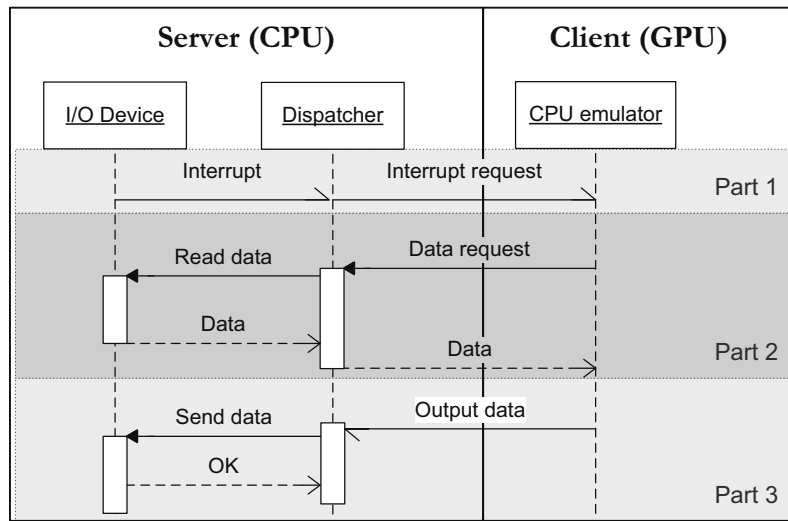 Server (CPU)
Client (GPU)
I/O Device
Dispatcher
CPU emulator
Interrupt
Interrupt request
Part 1
Data request
Read data
Data
Data
Part 2
Output data
Send data
OK
Part 3